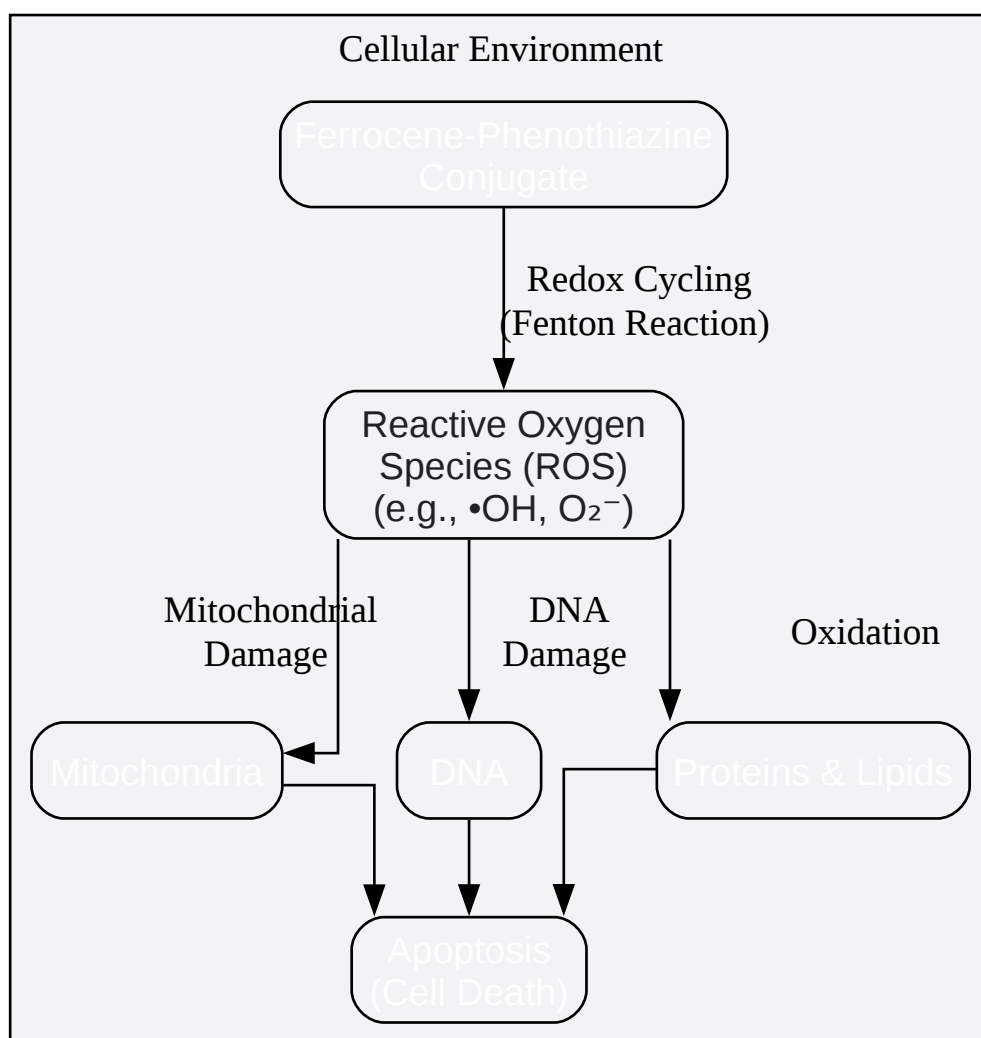 Cellular Environment
Ferrocene-Phenothiazine
Conjugate
Redox Cycling
(Fenton Reaction)
Reactive Oxygen
Species (ROS)
(e.g., •OH, O₂⁻)
Mitochondrial
Damage
DNA
Damage
Oxidation
Mitochondria
DNA
Proteins & Lipids
Apoptosis
(Cell Death)